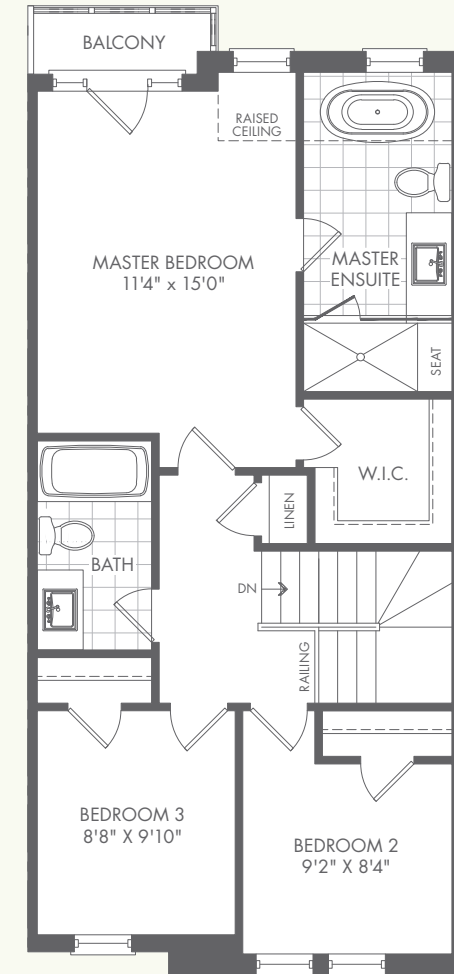 BALCONY
RAISED
CEILING
MASTER BEDROOM
11'4" x 15'0"
MASTER
ENSUITE
SEAT
W.I.C.
LINEN
BATH
DN
RAILING
BEDROOM 3
8'8" X 9'10"
BEDROOM 2
9'2" X 8'4"